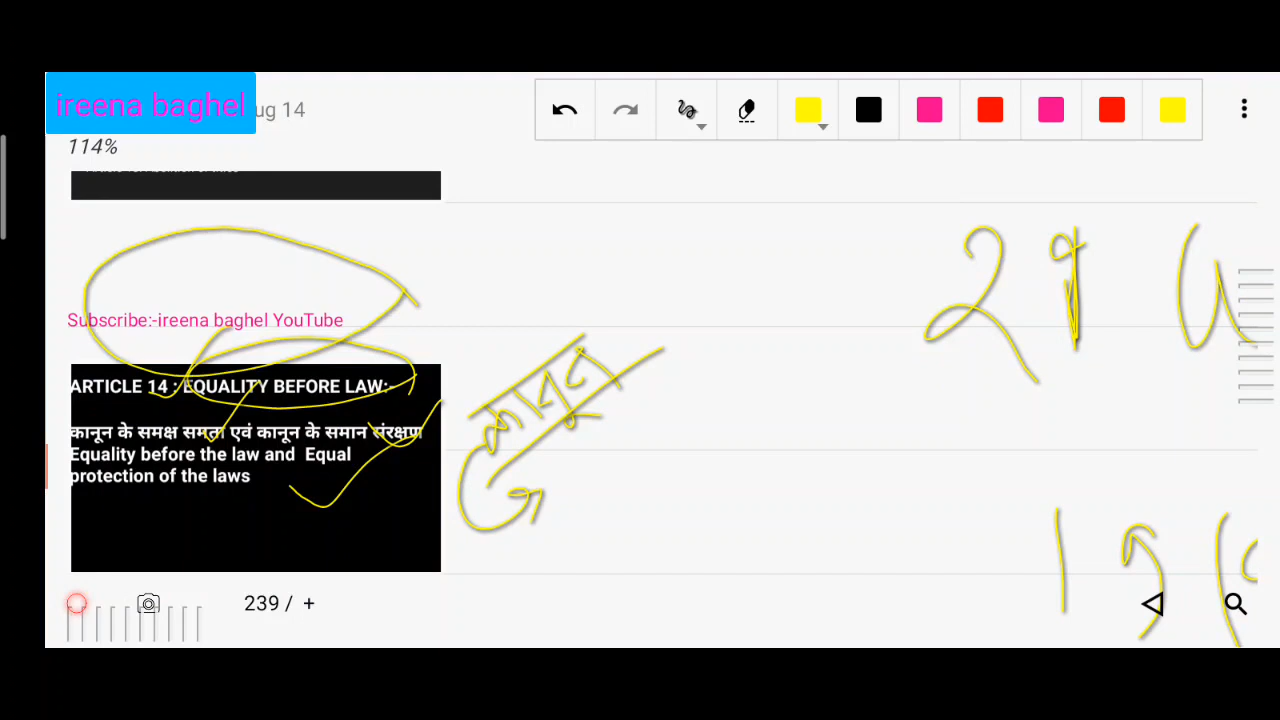 ireena baghel
ug 14
114%
Subscribe:-ireena baghel YouTube
ARTICLE 14 : EQUALITY BEFORE LAW:-
कानून के समक्ष समता एवं कानून के समान संरक्षण
Equality before the law and Equal
protection of the laws
239 / +